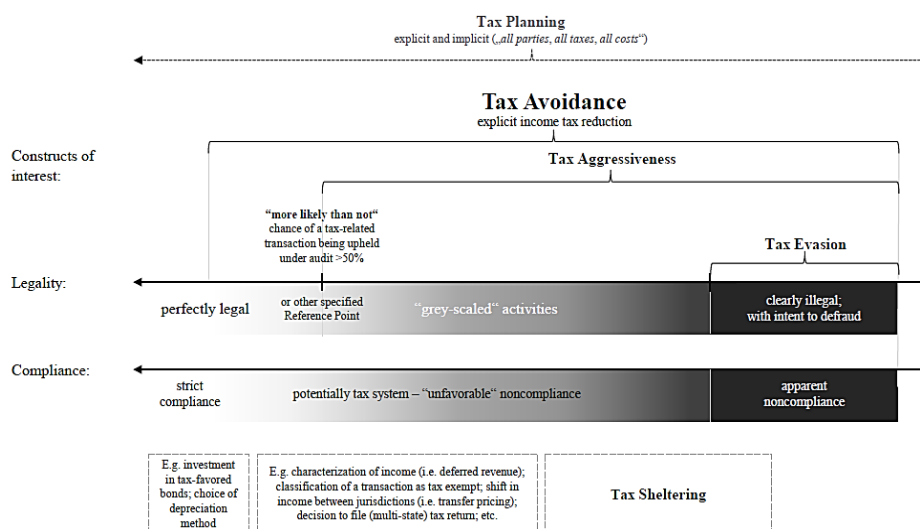 Tax Planning
explicit and implicit („all parties, all taxes, all costs“)
Tax Avoidance
explicit income tax reduction
Constructs of
interest:
Tax Aggressiveness
“more likely than not“
chance of a tax-related
transaction being upheld
under audit >50%
Tax Evasion
Legality:
perfectly legal
or other specified
Reference Point
“grey-scaled“ activities
clearly illegal;
with intent to defraud
Compliance:
strict
compliance
potentially tax system – “unfavorable“ noncompliance
apparent
noncompliance
E.g. investment
in tax-favored
bonds; choice of
depreciation
method
E.g. characterization of income (i.e. deferred revenue);
classification of a transaction as tax exempt; shift in
income between jurisdictions (i.e. transfer pricing);
decision to file (multi-state) tax return; etc.
Tax Sheltering